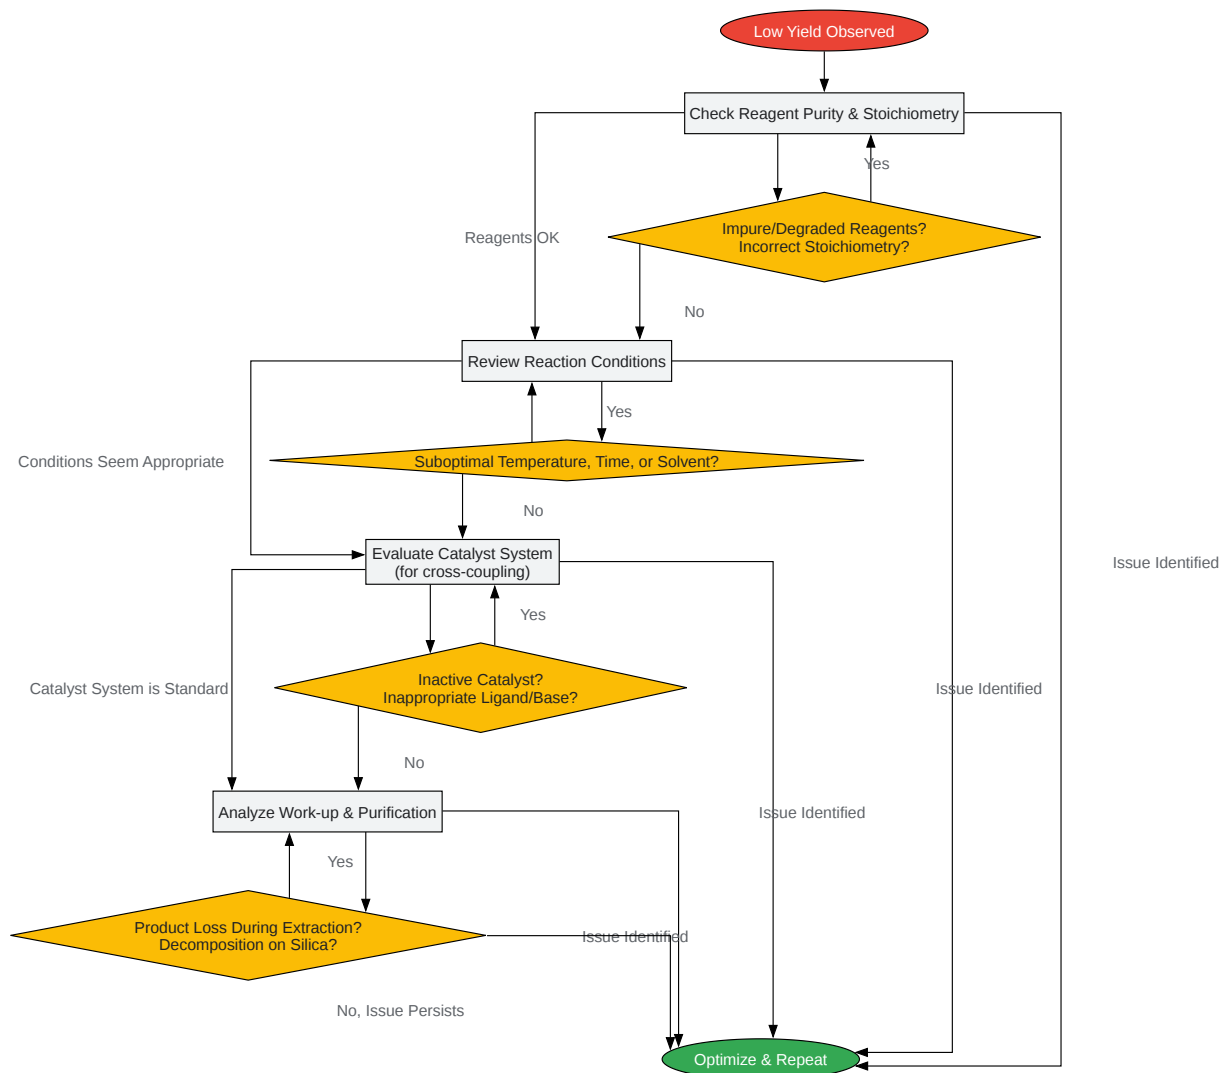 Low Yield Observed
Check Reagent Purity & Stoichiometry
Yes
Impure/Degraded Reagents?
Incorrect Stoichiometry?
Reagents OK
No
Review Reaction Conditions
Yes
Suboptimal Temperature, Time, or Solvent?
Conditions Seem Appropriate
No
Evaluate Catalyst System
(for cross-coupling)
Issue Identified
Yes
Inactive Catalyst?
Inappropriate Ligand/Base?
Catalyst System is Standard
Issue Identified
No
Analyze Work-up & Purification
Issue Identified
Yes
Product Loss During Extraction?
Decomposition on Silica?
Issue Identified
No, Issue Persists
Optimize & Repeat